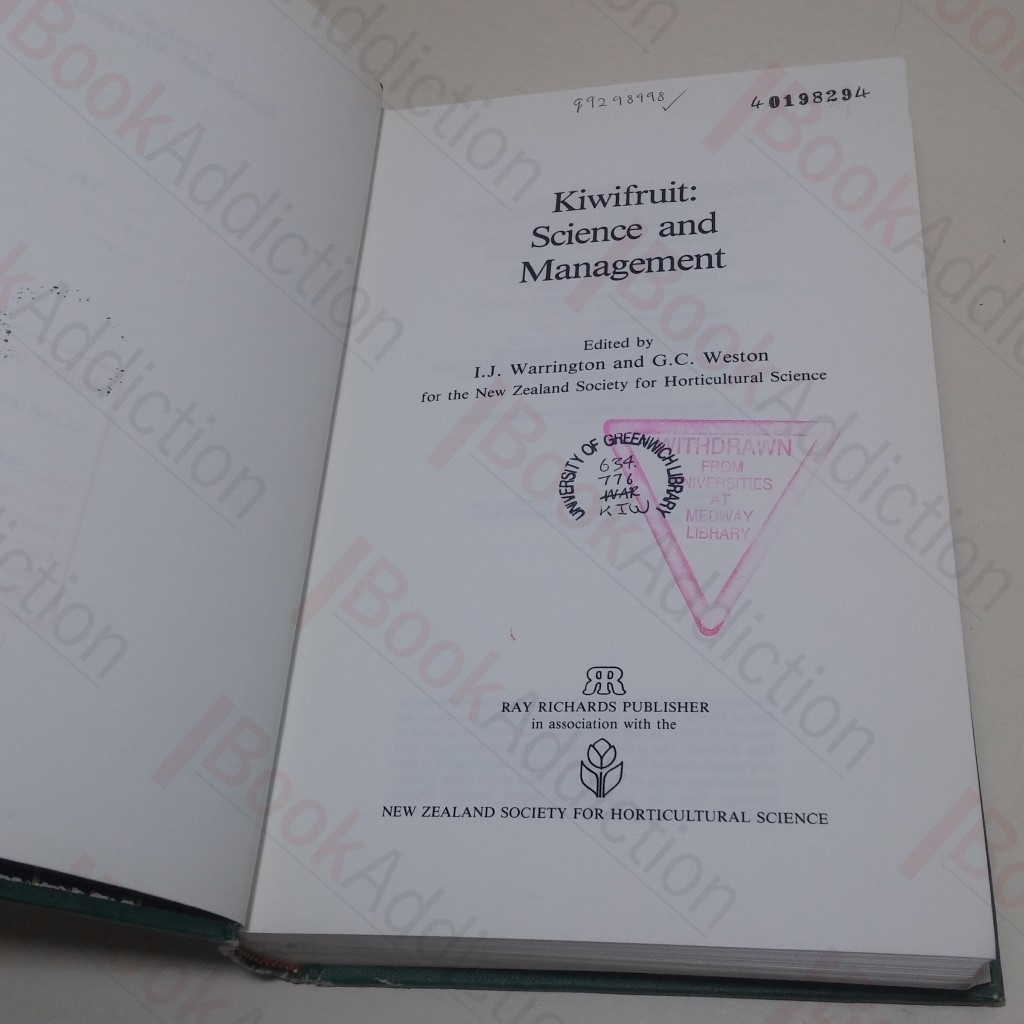 99298998 ✓
40198294
Kiwifruit:
Science and
Management
Edited by
I.J. Warrington and G.C. Weston
for the New Zealand Society for Horticultural Science
UNIVERSITY OF GREENWICH LIBRARY
634.
776
WAR
KIW
WITHDRAWN
FROM
UNIVERSITIES
AT
MEDWAY
LIBRARY
RR
RAY RICHARDS PUBLISHER
in association with the
NEW ZEALAND SOCIETY FOR HORTICULTURAL SCIENCE
BookAddiction